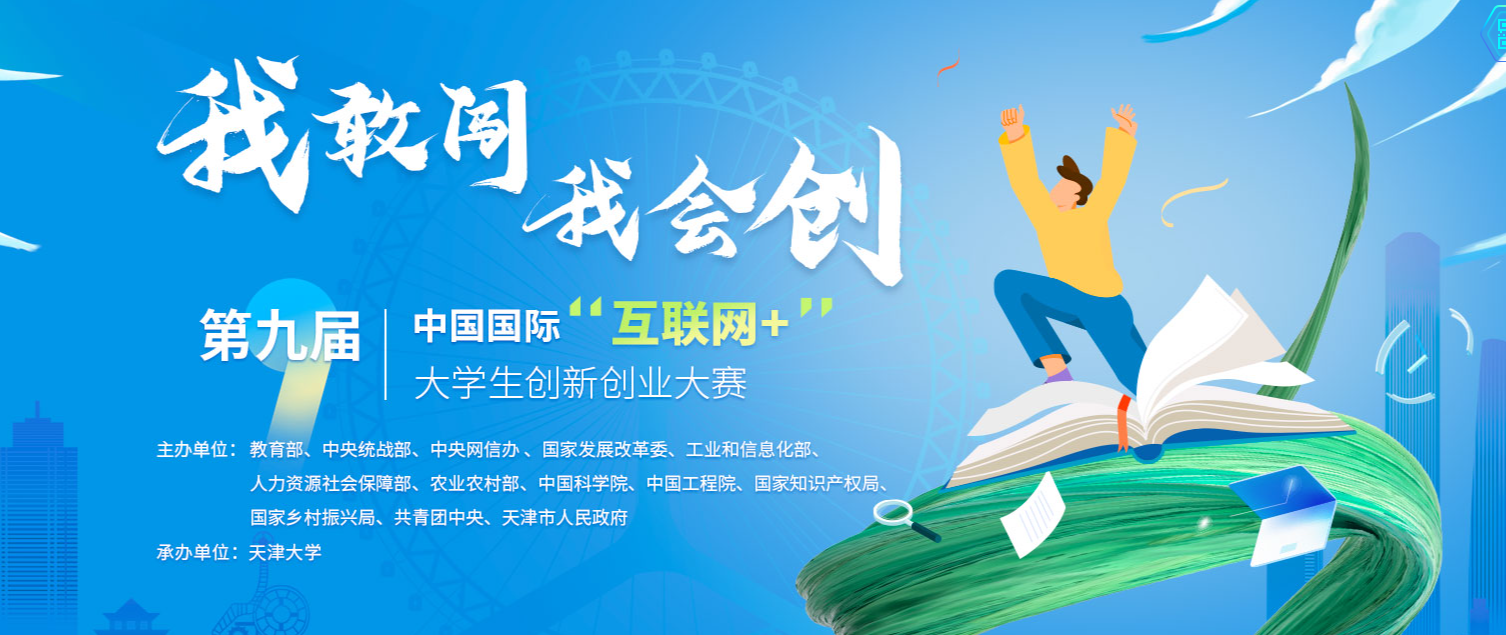 我敢闯
我会创
第九届
中国国际“互联网+”
大学生创新创业大赛
主办单位：教育部、中央统战部、中央网信办、国家发展改革委、工业和信息化部、
人力资源社会保障部、农业农村部、中国科学院、中国工程院、国家知识产权局、
国家乡村振兴局、共青团中央、天津市人民政府
承办单位：天津大学